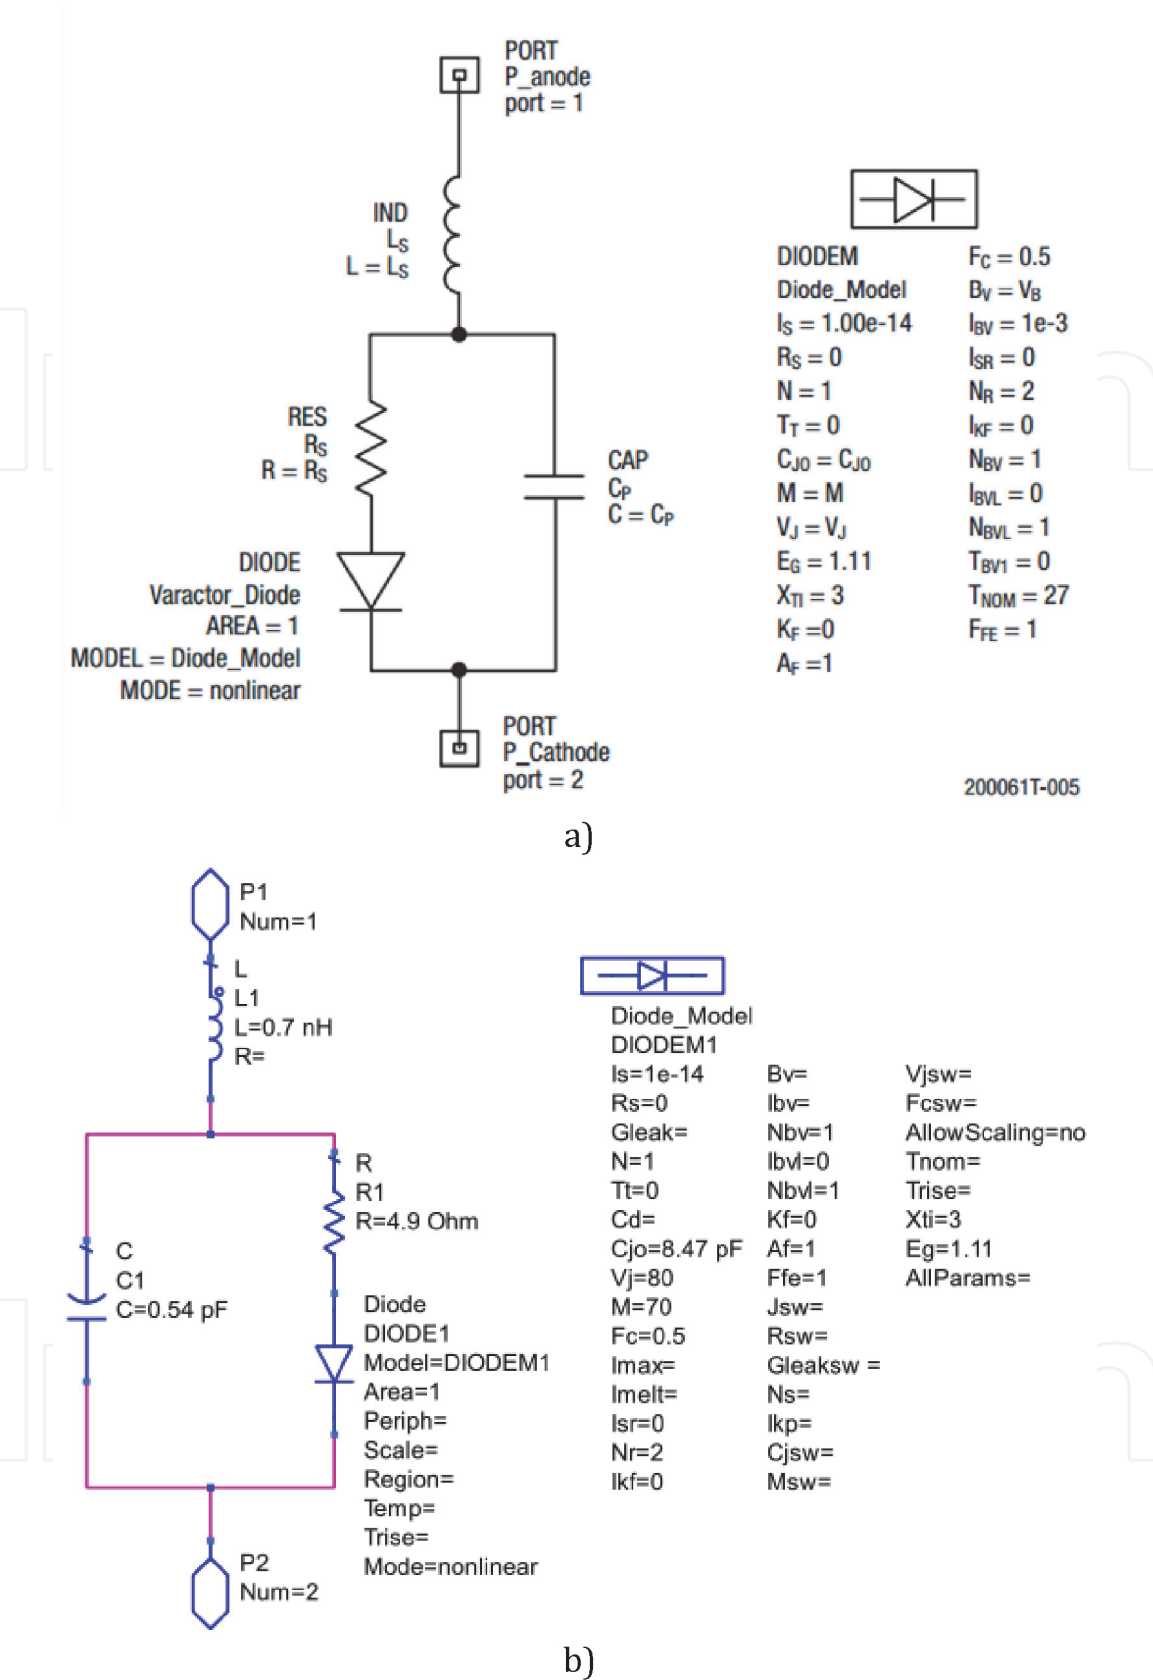 PORT
P_anode
port = 1
IND
LS
L = LS
RES
RS
R = RS
CAP
CP
C = CP
DIODE
Varactor_Diode
AREA = 1
MODEL = Diode_Model
MODE = nonlinear
PORT
P_Cathode
port = 2
DIODEM
Diode_Model
IS = 1.00e-14
RS = 0
N = 1
TT = 0
CJO = CJO
M = M
VJ = VJ
EG = 1.11
XTI = 3
KF =0
AF =1
FC = 0.5
BV = VB
IBV = 1e-3
ISR = 0
NR = 2
IKF = 0
NBV = 1
IBVL = 0
NBVL = 1
TBV1 = 0
TNOM = 27
FFE = 1
200061T-005
a)
P1
Num=1
L
L1
L=0.7 nH
R=
R
R1
R=4.9 Ohm
C
C1
C=0.54 pF
Diode
DIODE1
Model=DIODEM1
Area=1
Periph=
Scale=
Region=
Temp=
Trise=
Mode=nonlinear
P2
Num=2
Diode_Model
DIODEM1
Is=1e-14
Rs=0
Gleak=
N=1
Tt=0
Cd=
Cjo=8.47 pF
Vj=80
M=70
Fc=0.5
Imax=
Imelt=
Isr=0
Nr=2
Ikf=0
Bv=
Ibv=
Nbv=1
Ibvl=0
Nbvl=1
Kf=0
Af=1
Ffe=1
Jsw=
Rsw=
Gleaksw =
Ns=
Ikp=
Cjsw=
Msw=
Vjsw=
Fcsw=
AllowScaling=no
Tnom=
Trise=
Xti=3
Eg=1.11
AllParams=
b)